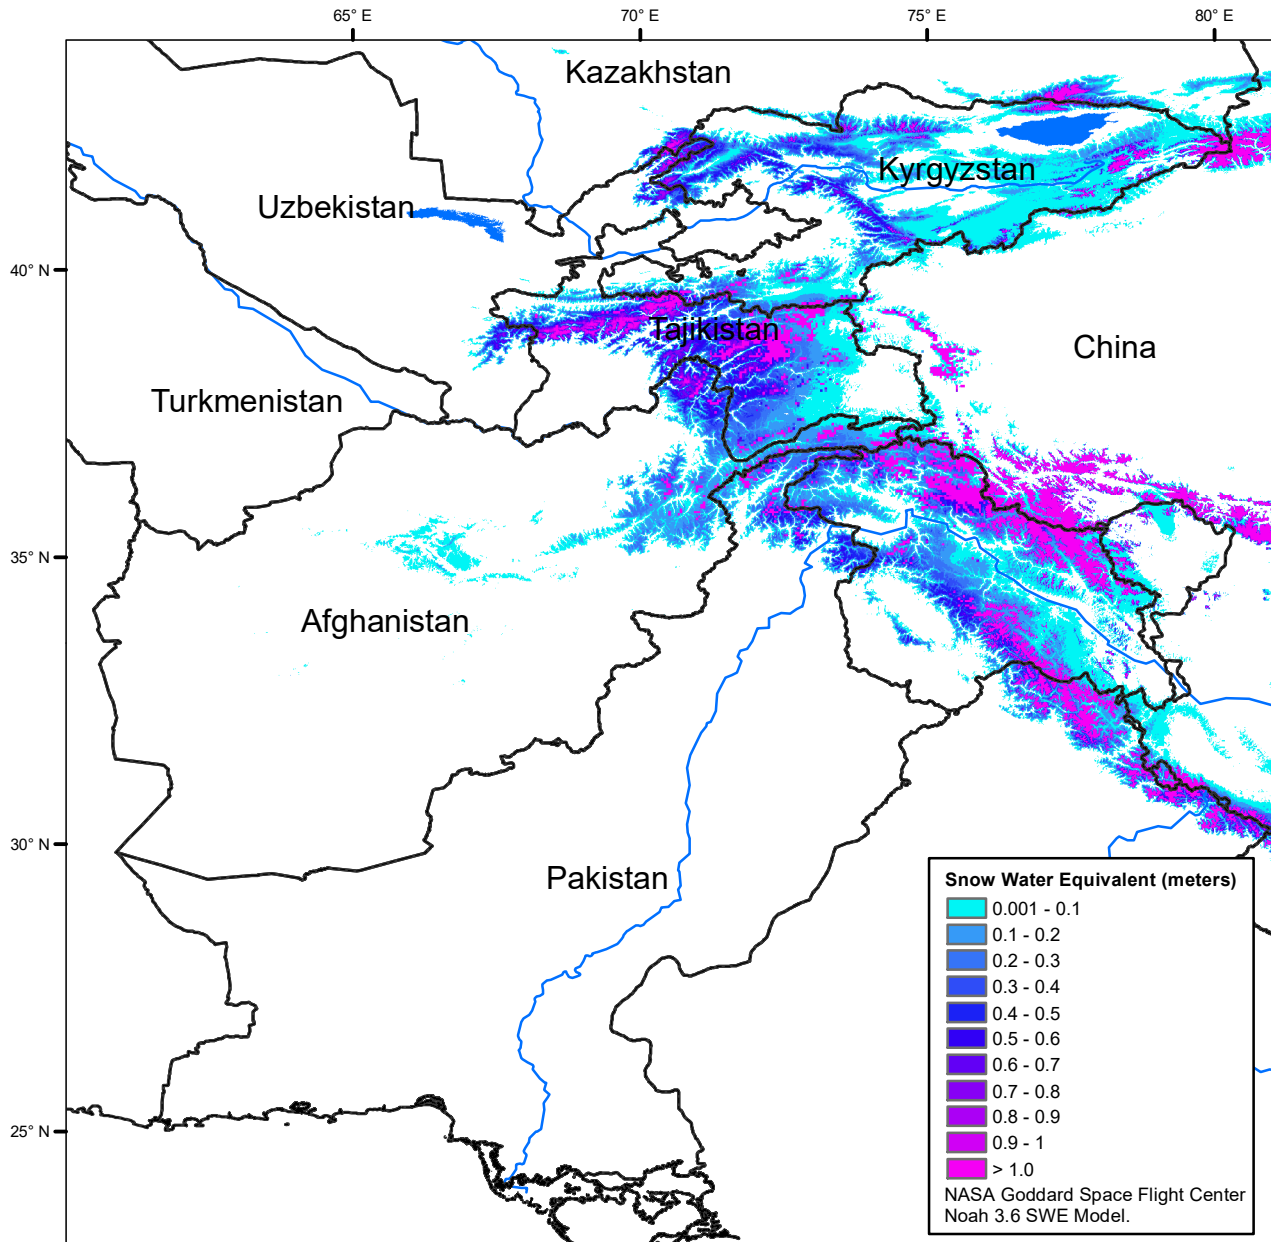 65° E
70° E
75° E
80° E
Kazakhstan
Kyrgyzstan
Uzbekistan
40° N
Tajikistan
China
Turkmenistan
35° N
Afghanistan
30° N
Pakistan
25° N
Snow Water Equivalent (meters)
0.001 - 0.1
0.1 - 0.2
0.2 - 0.3
0.3 - 0.4
0.4 - 0.5
0.5 - 0.6
0.6 - 0.7
0.7 - 0.8
0.8 - 0.9
0.9 - 1
> 1.0
NASA Goddard Space Flight Center
Noah 3.6 SWE Model.